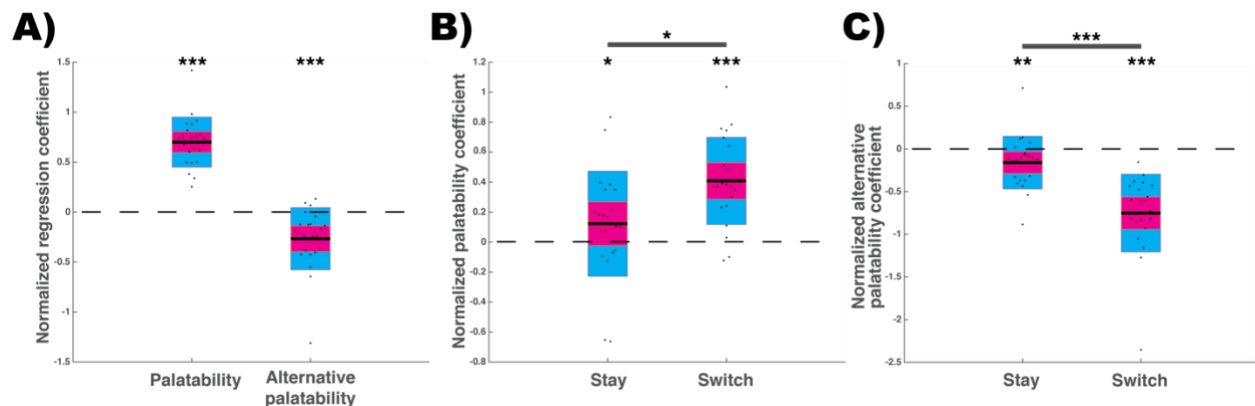 A)
Normalized regression coefficient
1.5
1
0.5
0
-0.5
-1
-1.5
***
***
Palatability
Alternative
palatability
B)
Normalized palatability coefficient
1.2
1
0.8
0.6
0.4
0.2
0
-0.2
-0.4
-0.6
-0.8
*
*
***
Stay
Switch
C)
Normalized alternative
palatability coefficient
1
0.5
0
-0.5
-1
-1.5
-2
-2.5
***
**
***
Stay
Switch